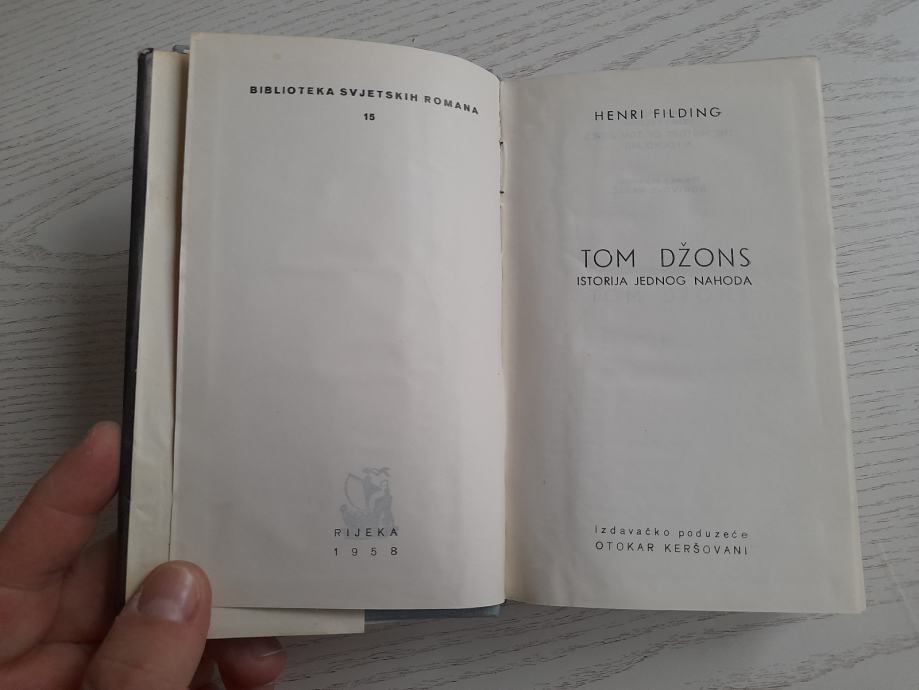 BIBLIOTEKA SVJETSKIH ROMANA
15
RIJEKA
1958
HENRI FILDING
TOM DŽONS
ISTORIJA JEDNOG NAHODA
Izdavačko poduzeće
OTOKAR KERŠOVANI